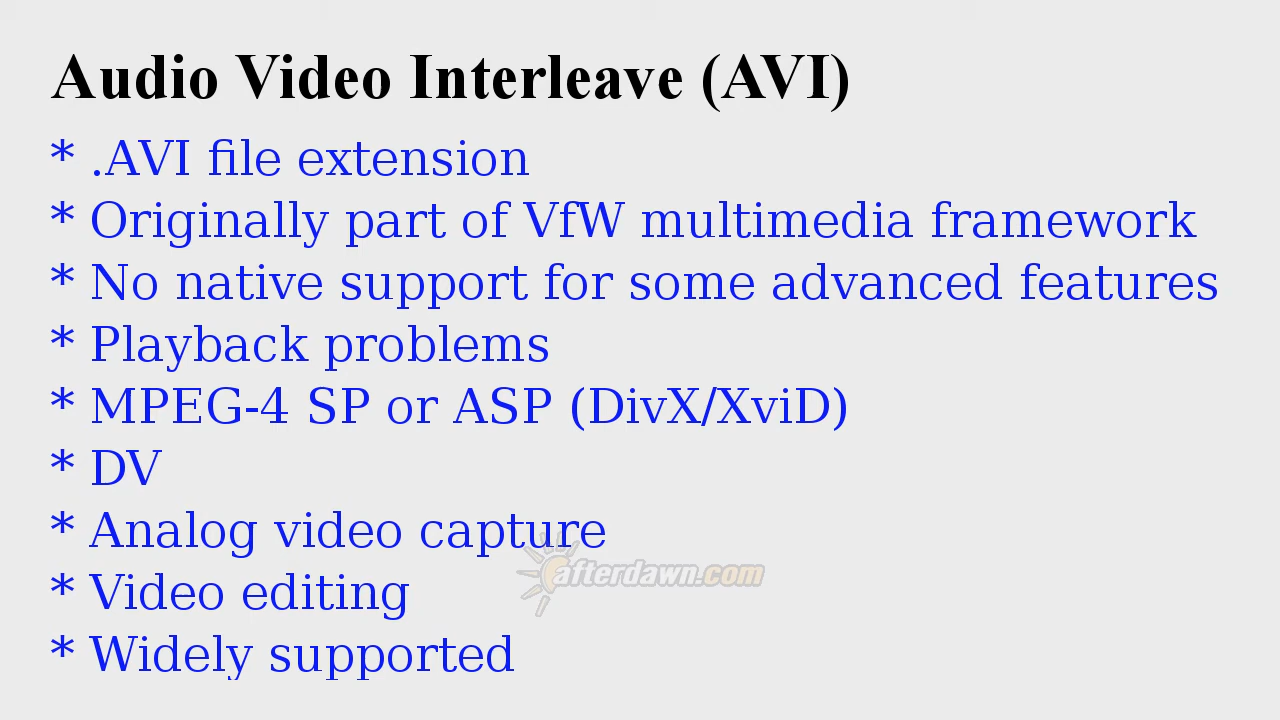 Audio Video Interleave (AVI)
* .AVI file extension
* Originally part of VfW multimedia framework
* No native support for some advanced features
* Playback problems
* MPEG-4 SP or ASP (DivX/XviD)
* DV
* Analog video capture
afterdawn.com
* Video editing
* Widely supported